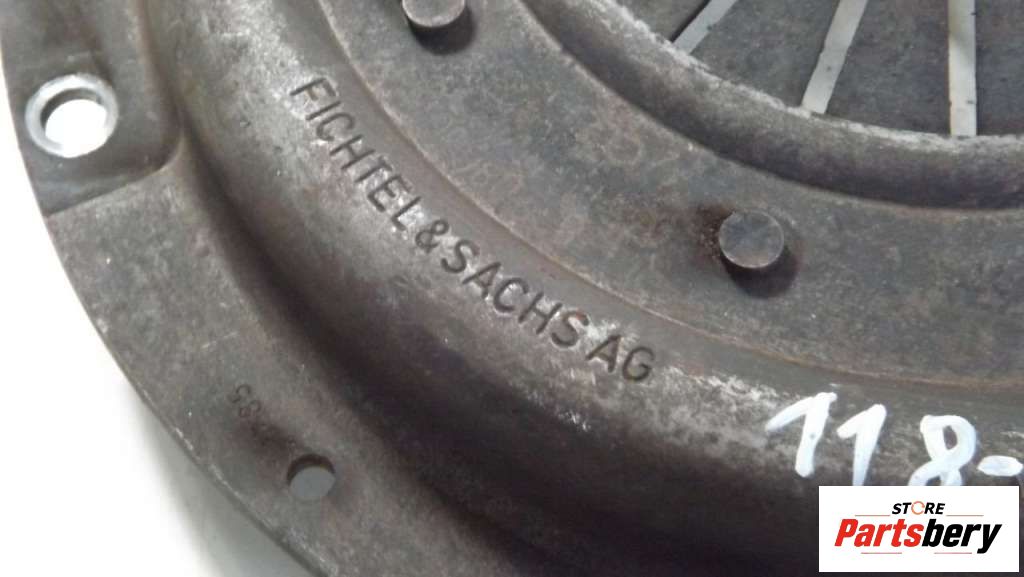 FICHTEL & SACHS AG
118-
STORE
Partsbery